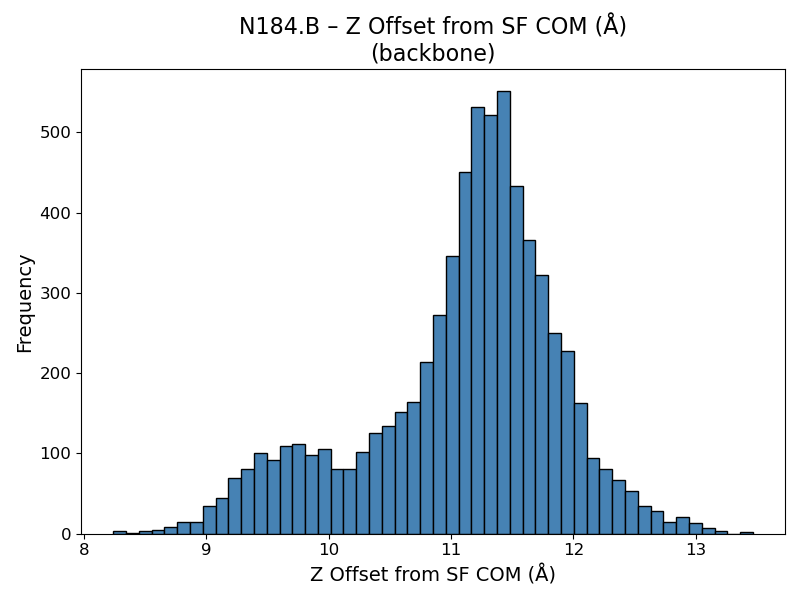 N184.B – Z Offset from SF COM (Å)
(backbone)
Frequency
500
400
300
200
100
0
8 9 10 11 12 13
Z Offset from SF COM (Å)